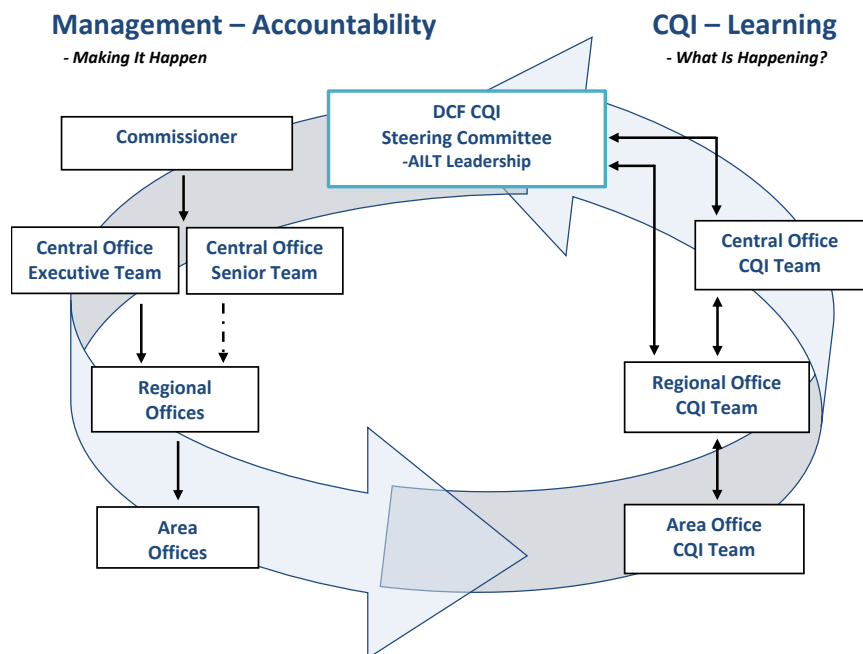 Management – Accountability
- Making It Happen
CQI – Learning
- What Is Happening?
DCF CQI
Steering Committee
-AILT Leadership
Commissioner
Central Office
Executive Team
Central Office
Senior Team
Central Office
CQI Team
Regional
Offices
Regional Office
CQI Team
Area
Offices
Area Office
CQI Team